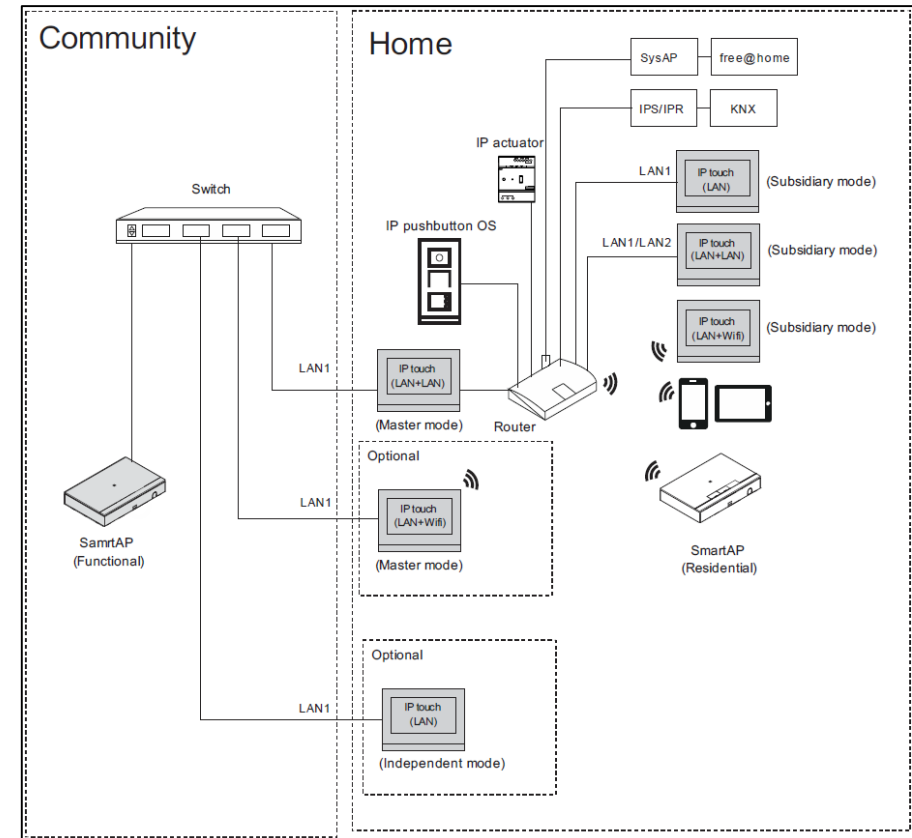 Community
Home
SysAP
free@home
IPS/IPR
KNX
IP actuator
LAN1
IP touch
(LAN)
(Subsidiary mode)
Switch
IP pushbutton OS
LAN1/LAN2
IP touch
(LAN+LAN)
(Subsidiary mode)
IP touch
(LAN+Wifi)
(Subsidiary mode)
LAN1
IP touch
(LAN+LAN)
(Master mode)
Router
Optional
LAN1
IP touch
(LAN+Wifi)
(Master mode)
SamrtAP
(Functional)
SmartAP
(Residential)
Optional
LAN1
IP touch
(LAN)
(Independent mode)